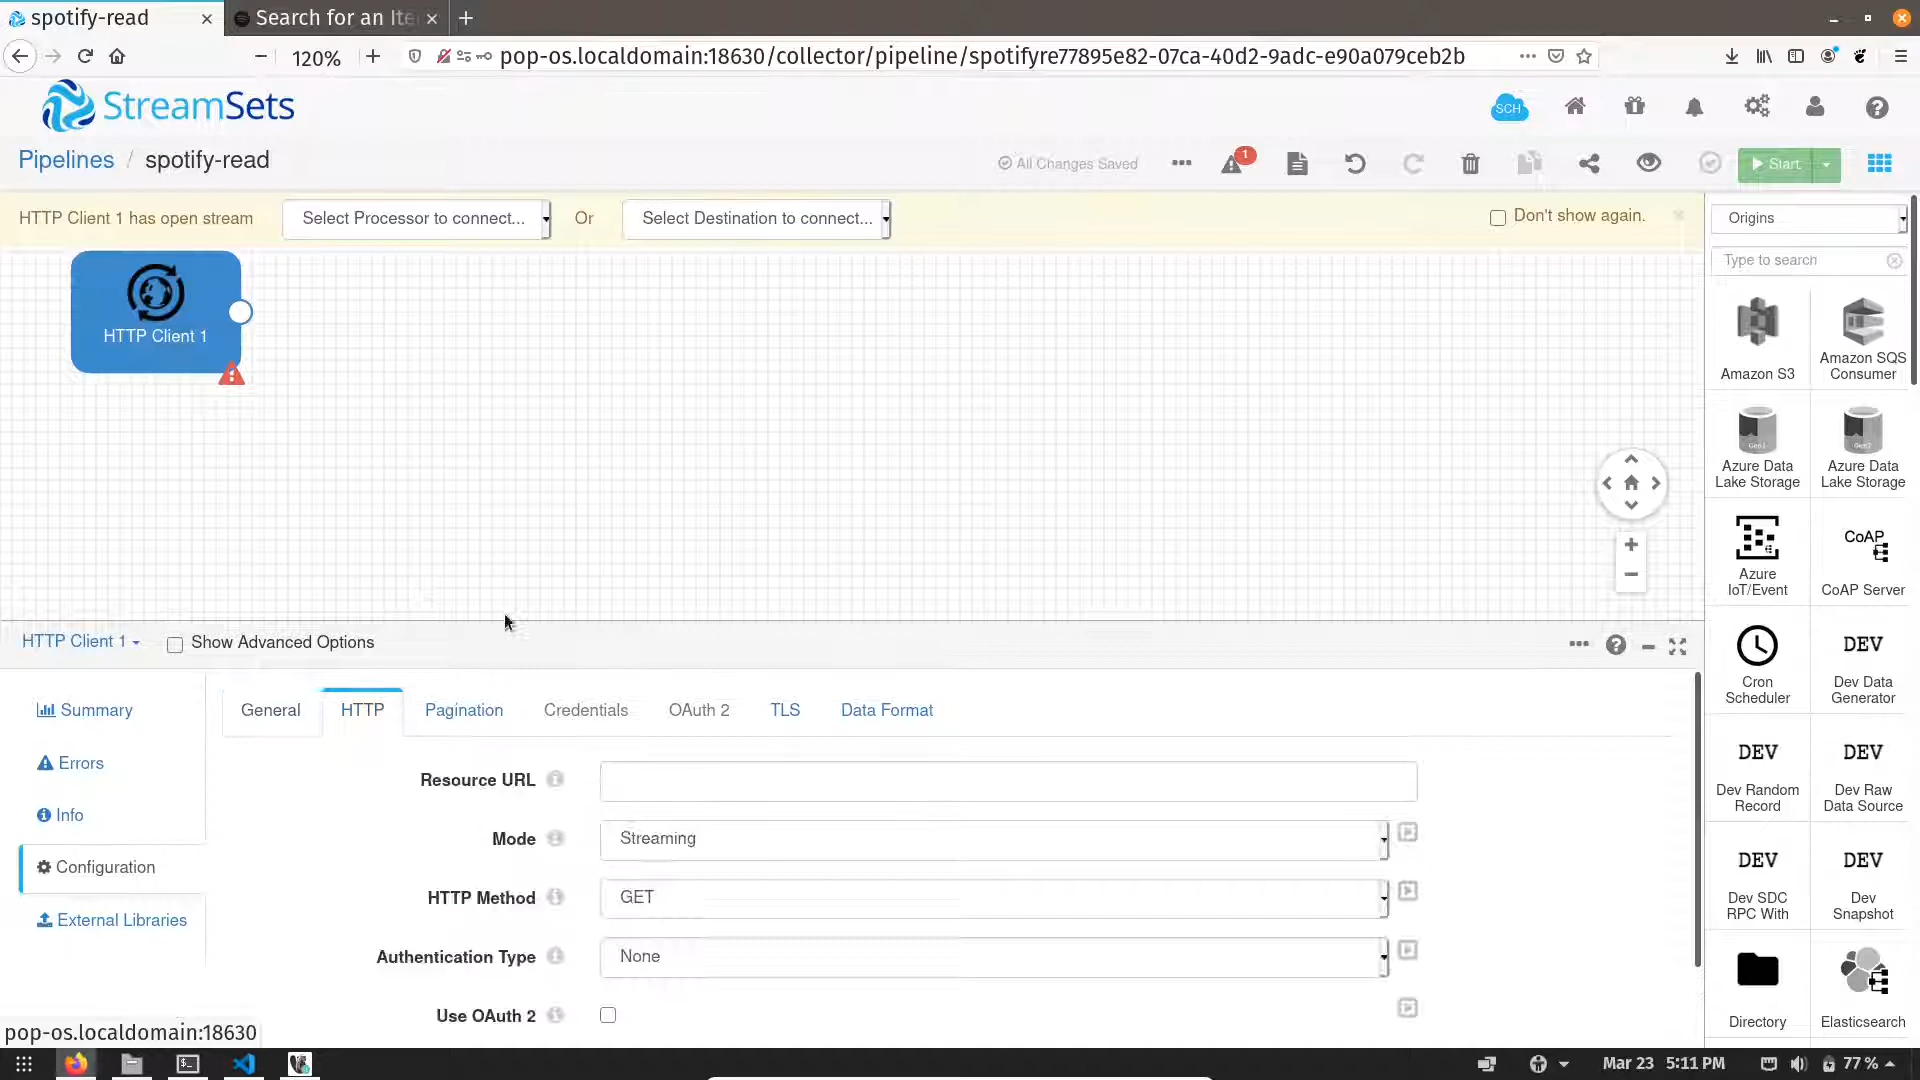 spotify-read
Search for an Ite
120%
pop-os.localdomain:18630/collector/pipeline/spotifyre77895e82-07ca-40d2-9adc-e90a079ceb2b
StreamSets
SCH
Pipelines / spotify-read
All Changes Saved
1
Start
HTTP Client 1 has open stream
Select Processor to connect...
Or
Select Destination to connect...
Don't show again.
HTTP Client 1
Origins
Type to search
Amazon S3
Amazon SQS
Consumer
Gen1
Azure Data
Lake Storage
Gen2
Azure Data
Lake Storage
Azure
IoT/Event
CoAP
CoAP Server
Cron
Scheduler
DEV
Dev Data
Generator
DEV
Dev Random
Record
DEV
Dev Raw
Data Source
DEV
Dev SDC
RPC With
DEV
Dev
Snapshot
Directory
Elasticsearch
HTTP Client 1
Show Advanced Options
Summary
Errors
Info
Configuration
External Libraries
General
HTTP
Pagination
Credentials
OAuth 2
TLS
Data Format
Resource URL
Mode
Streaming
HTTP Method
GET
Authentication Type
None
Use OAuth 2
pop-os.localdomain:18630
Mar 23 5:11 PM
77 %